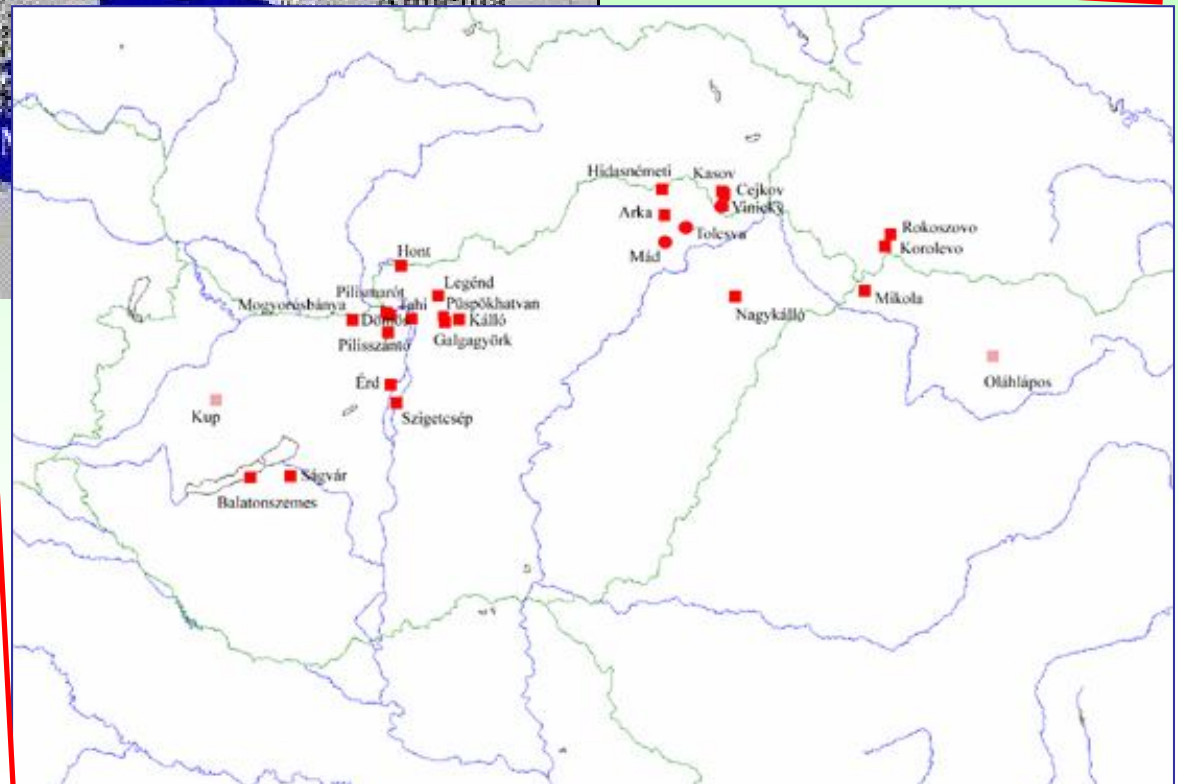 Hidasnémeti
Kasov
Cejkov
Arka
Vinicky
Tolcsva
Mád
Rokoszovo
Korolevo
Hont
Legénd
Pilismarót
Tahi
Püspökhatvan
Mogyorósbánya
Dömös
Kálló
Galgagyörk
Pilisszántó
Mikola
Nagykálló
Oláhlápos
Érd
Kup
Szigetcsép
Ságvár
Balatonszemes